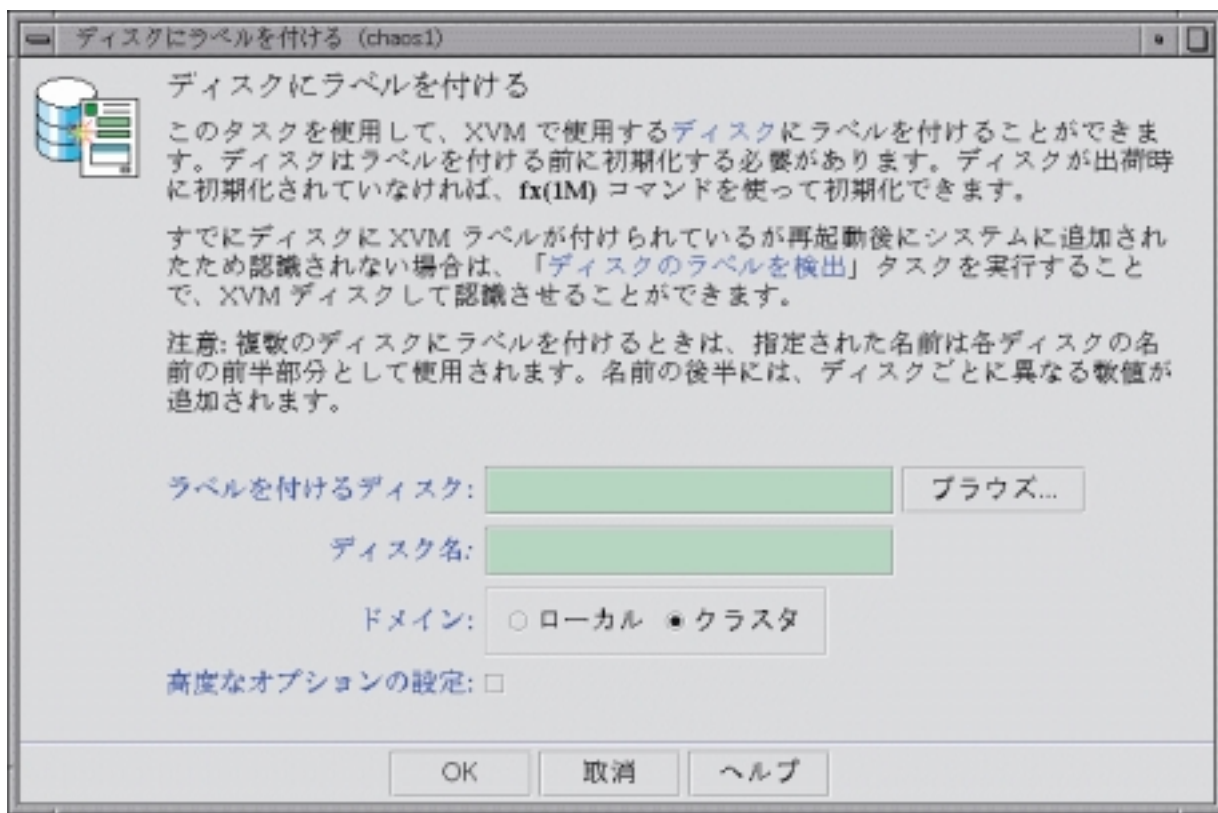 ディスクにラベルを付ける (chaos1)
ディスクにラベルを付ける
このタスクを使用して、XVM で使用するディスクにラベルを付けることができま
す。ディスクはラベルを付ける前に初期化する必要があります。ディスクが出荷時
に初期化されていなければ、fx(1M) コマンドを使って初期化できます。
すでにディスクに XVM ラベルが付けられているが再起動後にシステムに追加され
たため認識されない場合は、「ディスクのラベルを検出」タスクを実行すること
で、XVM ディスクして認識させることができます。
注意: 複数のディスクにラベルを付けるときは、指定された名前は各ディスクの名
前の前半部分として使用されます。名前の後半には、ディスクごとに異なる数値が
追加されます。
ラベルを付けるディスク:
ブラウズ...
ディスク名:
ドメイン: ローカル クラスタ
高度なオプションの設定:
OK 取消 ヘルプ